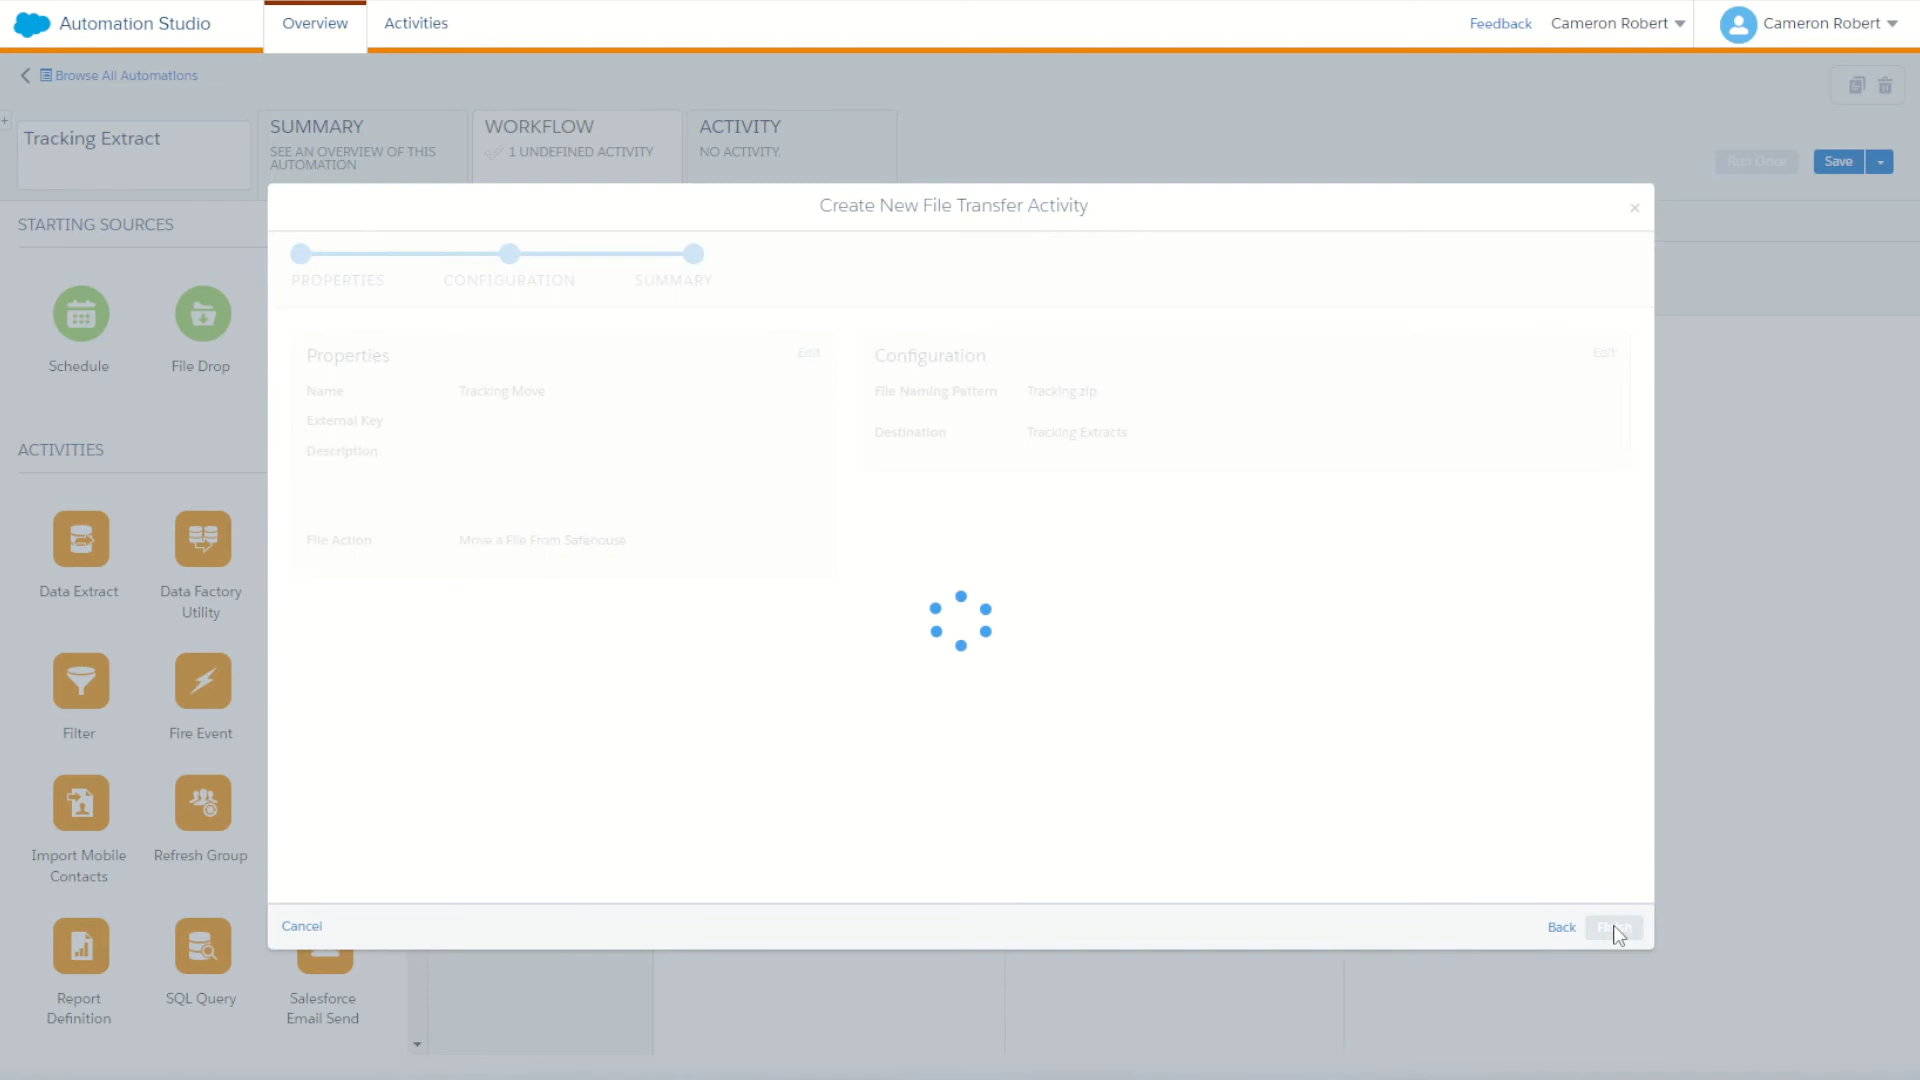 Automation Studio
Overview
Activities
Feedback
Cameron Robert
Cameron Robert
Browse All Automations
Tracking Extract
SUMMARY
SEE AN OVERVIEW OF THIS
AUTOMATION
WORKFLOW
1 UNDEFINED ACTIVITY
ACTIVITY
NO ACTIVITY.
Run Once
Save
STARTING SOURCES
Schedule
File Drop
ACTIVITIES
Data Extract
Data Factory
Utility
Filter
Fire Event
Import Mobile
Contacts
Refresh Group
Report
Definition
SQL Query
Salesforce
Email Send
Create New File Transfer Activity
×
PROPERTIES
CONFIGURATION
SUMMARY
Properties
Edit
Name
Tracking Move
External Key
Description
File Action
Move a File From Safehouse
Configuration
Edit
File Naming Pattern
Tracking.zip
Destination
Tracking Extracts
Cancel
Back
Finish